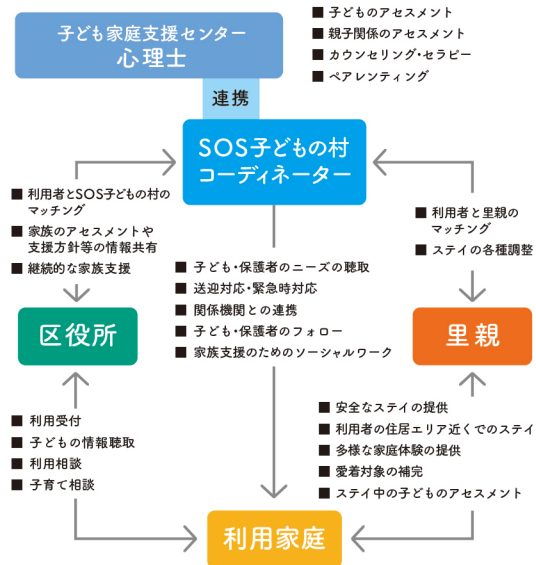 子ども家庭支援センター
心理士
■ 子どものアセスメント
■ 親子関係のアセスメント
■ カウンセリング・セラピー
■ ペアレンティング
連携
SOS子どもの村
コーディネーター
■ 利用者とSOS子どもの村の
マッチング
■ 家族のアセスメントや
支援方針等の情報共有
■ 継続的な家族支援
■ 利用者と里親の
マッチング
■ ステイの各種調整
■ 子ども・保護者のニーズの聴取
■ 送迎対応・緊急時対応
■ 関係機関との連携
■ 子ども・保護者のフォロー
■ 家族支援のためのソーシャルワーク
区役所
里親
■ 利用受付
■ 子どもの情報聴取
■ 利用相談
■ 子育て相談
■ 安全なステイの提供
■ 利用者の住居エリア近くでのステイ
■ 多様な家庭体験の提供
■ 愛着対象の補完
■ ステイ中の子どものアセスメント
利用家庭